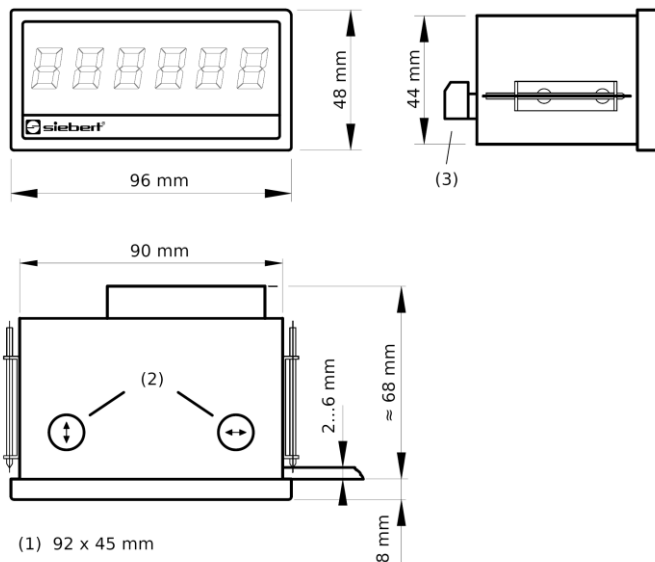 siebert®
96 mm
48 mm
44 mm
(3)
90 mm
(2)
2...6 mm
≈ 68 mm
8 mm
(1) 92 x 45 mm